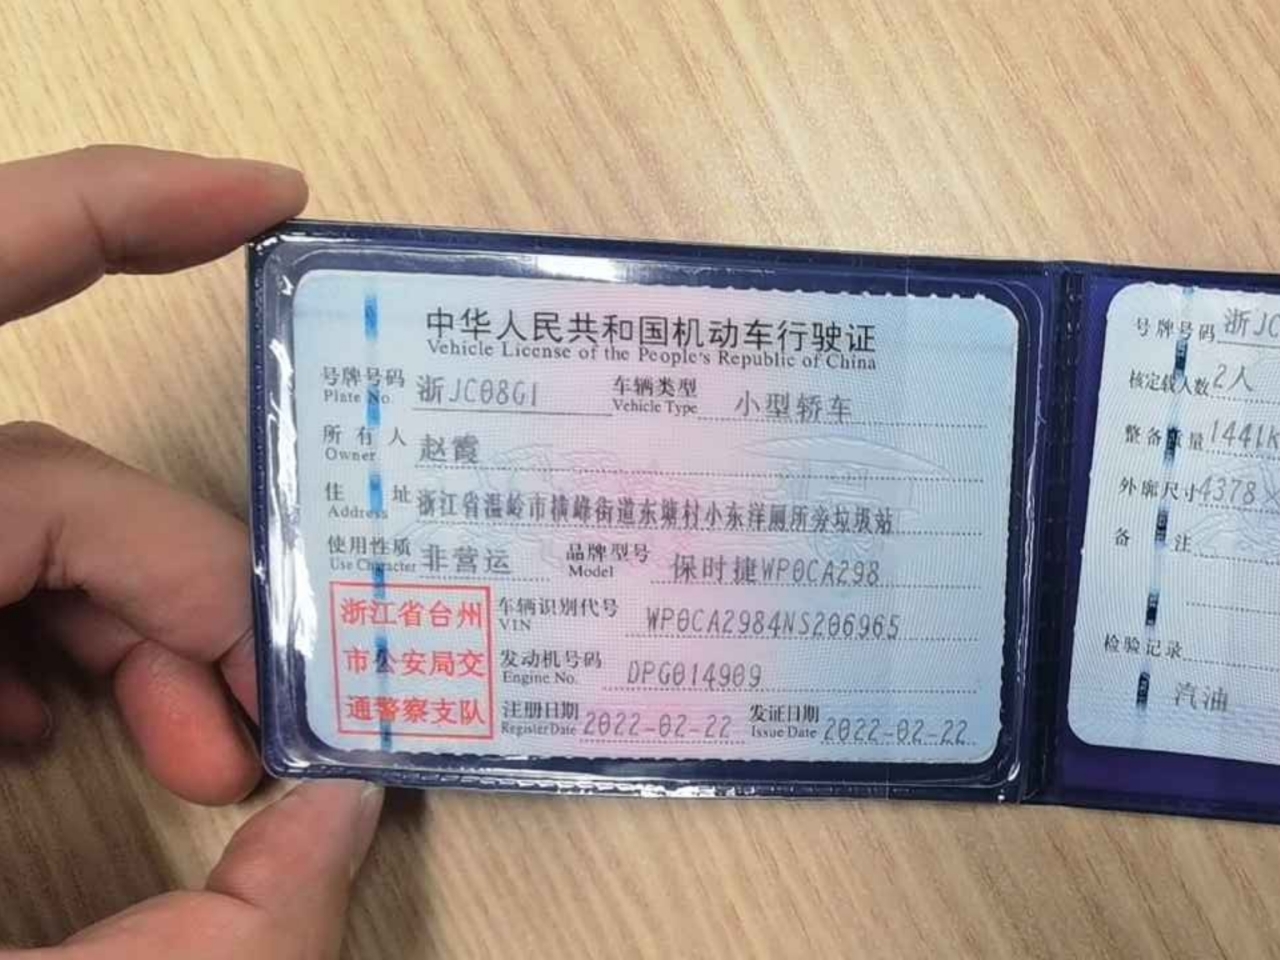 中华人民共和国机动车行驶证
Vehicle License of the People's Republic of China
号牌号码 浙JC08G1 车辆类型 小型轿车
Plate No. Vehicle Type
所有人 赵霞
Owner
住址 浙江省温岭市横峰街道东塘村小东洋厕所旁垃圾站
Address
使用性质 非营运 品牌型号 保时捷WP0CA298
Use Character Model
浙江省台州
市公安局交
通警察支队
车辆识别代号 WP0CA2984NS206965
VIN
发动机号码 DPG014909
Engine No.
注册日期 2022-02-22 发证日期 2022-02-22
Register Date Issue Date
号牌号码 浙JC
核定载人数 2人
整备质量 1441k
外廓尺寸 4378×
备注
检验记录
汽油